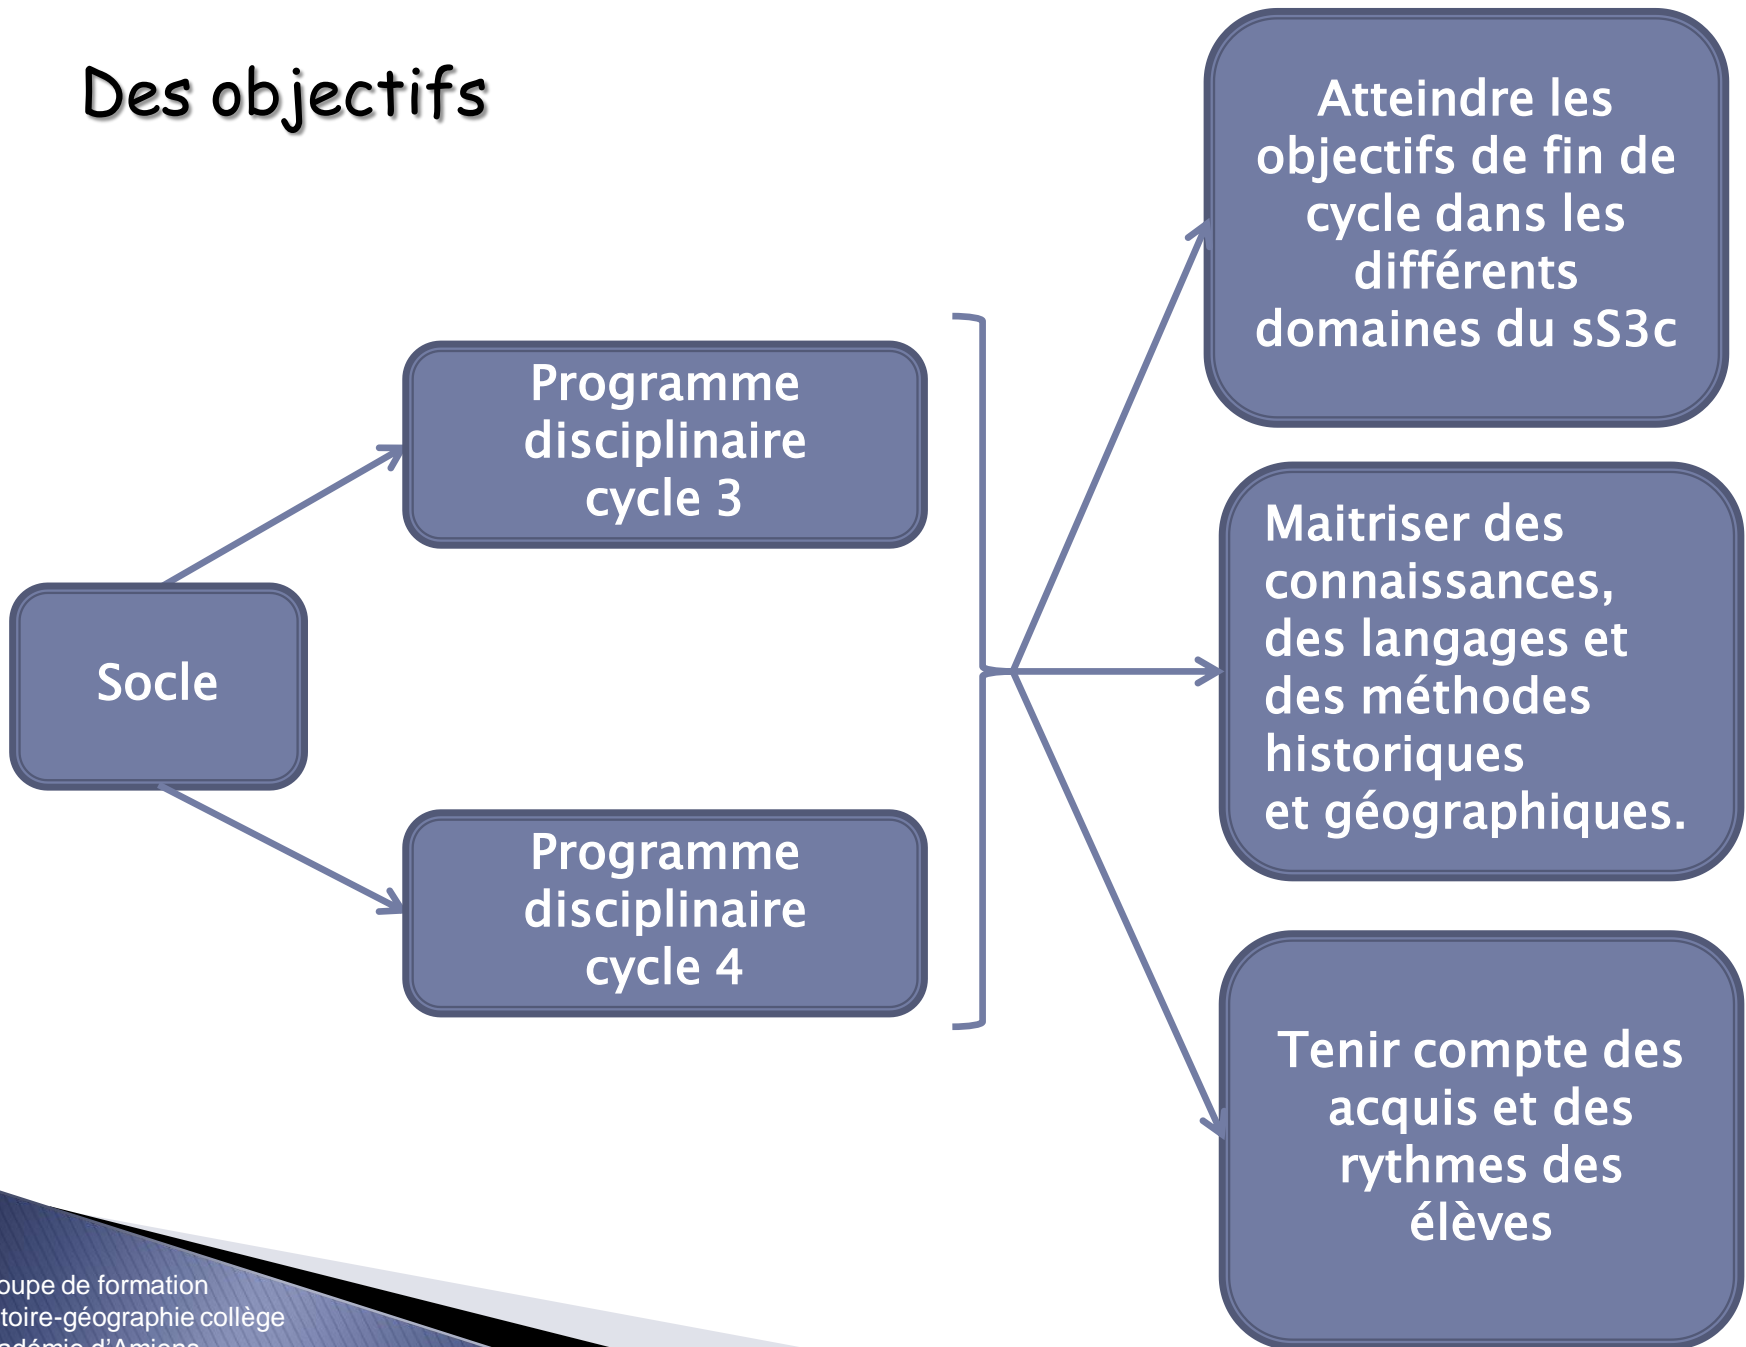 Des objectifs
Atteindre les
objectifs de fin de
cycle dans les
différents
domaines du sS3c
Programme
disciplinaire
cycle 3
Socle
Maitriser des
connaissances,
des langages et
des méthodes
historiques
et géographiques.
Programme
disciplinaire
cycle 4
Tenir compte des
acquis et des
rythmes des
élèves
oupe de formation
toire-géographie collège
adémie d'Amiens